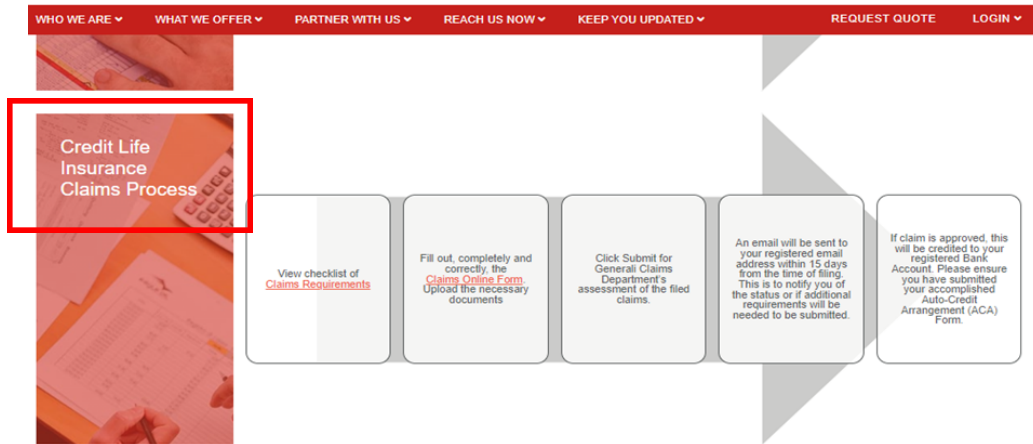 WHO WE ARE
WHAT WE OFFER
PARTNER WITH US
REACH US NOW
KEEP YOU UPDATED
REQUEST QUOTE
LOGIN
Credit Life
Insurance
Claims Process
View checklist of
Claims Requirements
Fill out, completely and
correctly, the
Claims Online Form.
Upload the necessary
documents
Click Submit for
Generali Claims
Department's
assessment of the filed
claims.
An email will be sent to
your registered email
address within 15 days
from the time of filing.
This is to notify you of
the status or if additional
requirements will be
needed to be submitted.
If claim is approved, this
will be credited to your
registered Bank
Account. Please ensure
you have submitted
your accomplished
Auto-Credit
Arrangement (ACA)
Form.